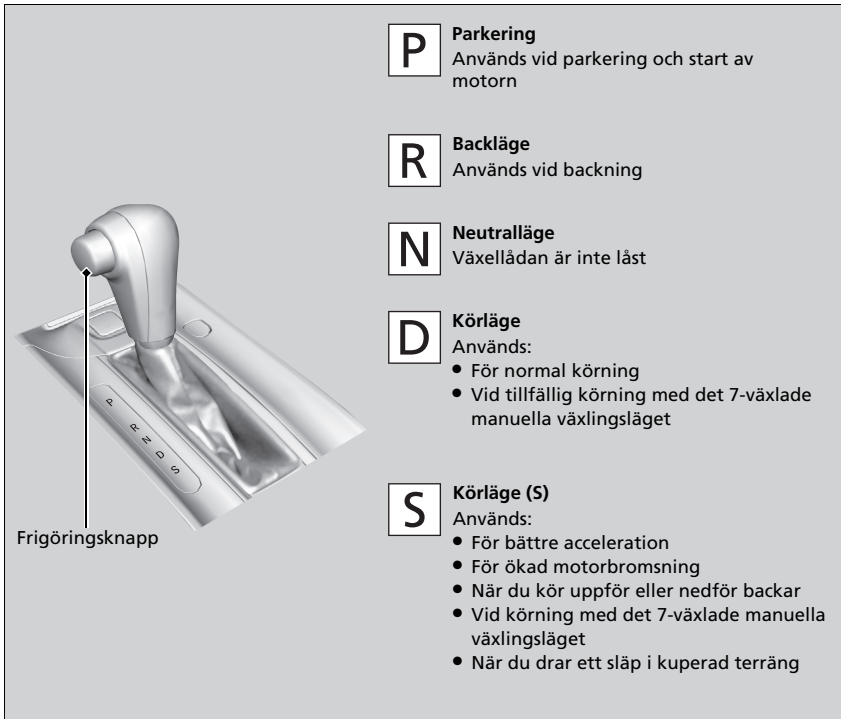 P
Parkering
Används vid parkering och start av
motorn
R
Backläge
Används vid backning
N
Neutralläge
Växellådan är inte låst
D
Körläge
Används:
● För normal körning
● Vid tillfällig körning med det 7-växlade
manuella växlingsläget
S
Körläge (S)
Används:
● För bättre acceleration
● För ökad motorbromsning
● När du kör uppför eller nedför backar
● Vid körning med det 7-växlade manuella
växlingsläget
● När du drar ett släp i kuperad terräng
P
R
N
D
S
Frigöringsknapp